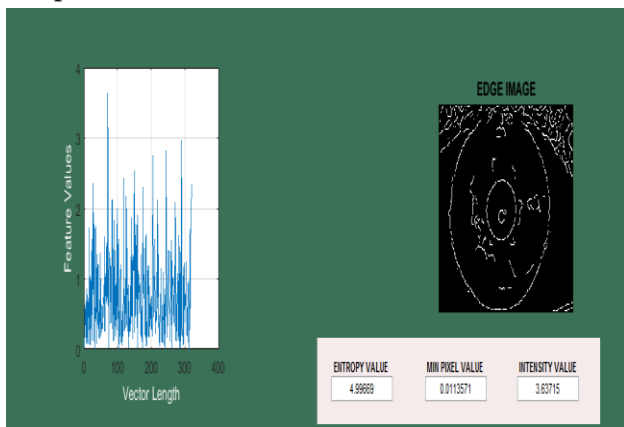 4
3
2
1
0
Feature Values
0 100 200 300 400
Vector Length
EDGE IMAGE
ENTROPY VALUE MIN PIXEL VALUE INTENSITY VALUE
4.99669 0.0113571 3.63715